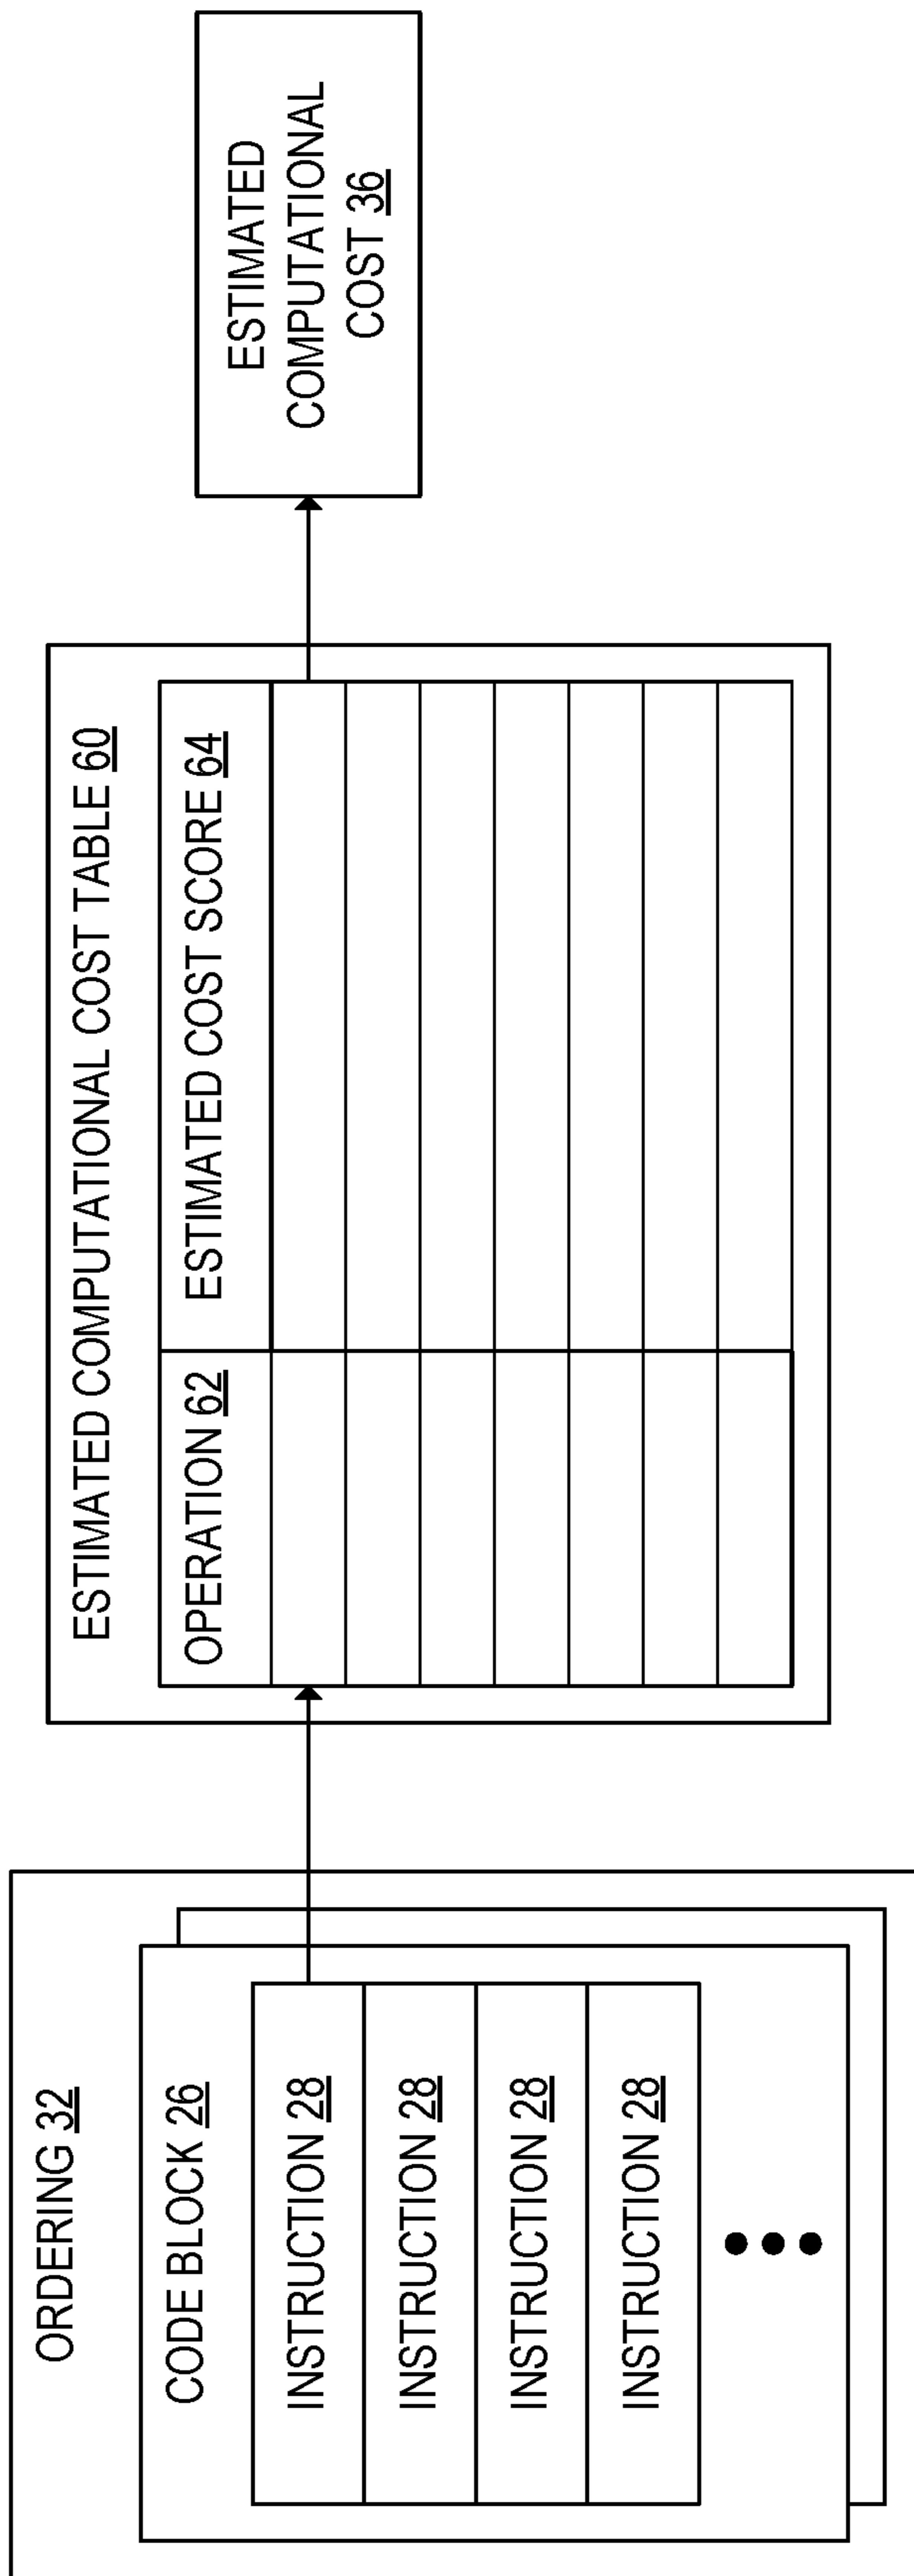 ORDERING 32
CODE BLOCK 26
INSTRUCTION 28
INSTRUCTION 28
INSTRUCTION 28
INSTRUCTION 28
ESTIMATED COMPUTATIONAL COST TABLE 60
OPERATION 62
ESTIMATED COST SCORE 64
ESTIMATED
COMPUTATIONAL
COST 36